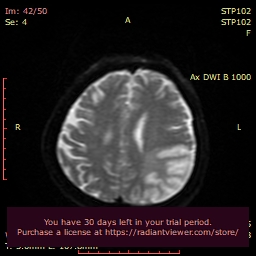 Im: 42/50 STP102
Se: 4 STP102
A F
Ax DWI B 1000
R L
You have 30 days left in your trial period.
Purchase a license at https://radiantviewer.com/store/